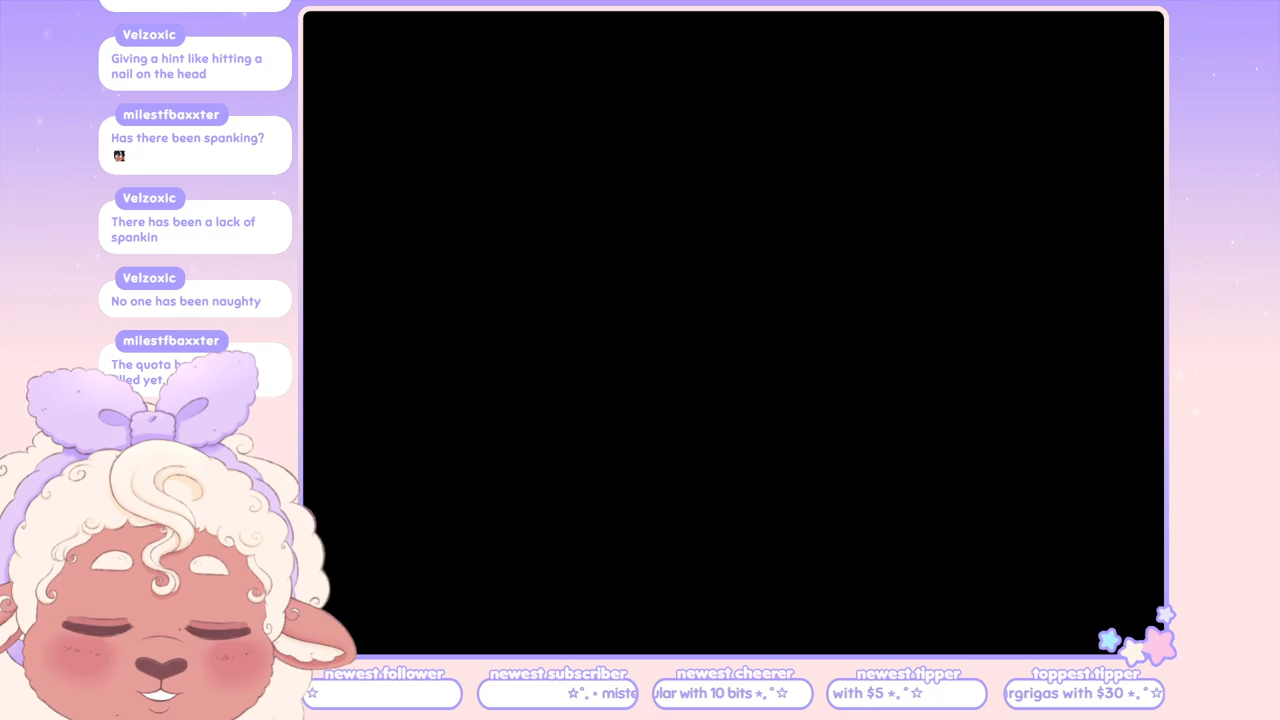 Velzoxic
Giving a hint like hitting a
nail on the head
milestfbaxxter
Has there been spanking?
Velzoxic
There has been a lack of
spankin
Velzoxic
No one has been naughty
milestfbaxxter
The quota
yet,
newest follower
newest subscriber
newest cheerer
newest tipper
toppest tipper
☆
☆°。⋆ miste
ular with 10 bits ⋆。°☆
with $5 ⋆。°☆
rgrigas with $30 ⋆。°☆